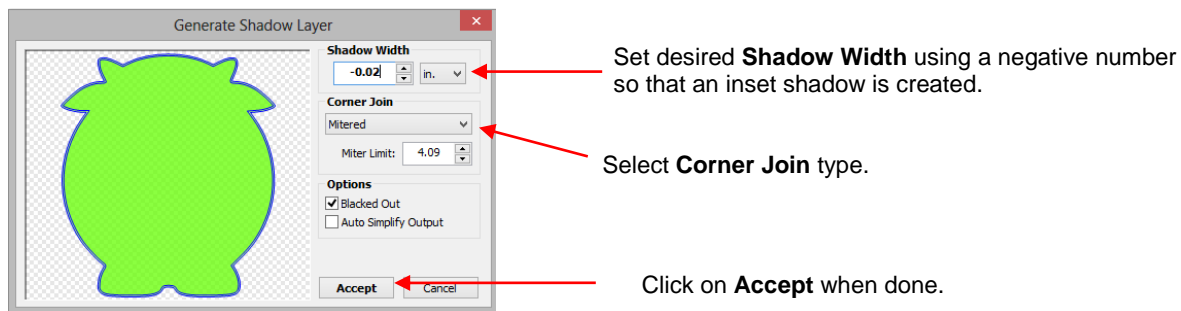 Generate Shadow Layer
Shadow Width
-0.02 in.
Corner Join
Mitered
Miter Limit: 4.09
Options
Blacked Out
Auto Simplify Output
Accept Cancel
Set desired Shadow Width using a negative number
so that an inset shadow is created.
Select Corner Join type.
Click on Accept when done.